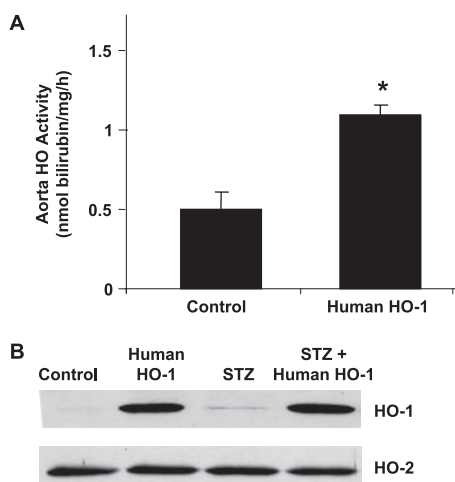 A
Aorta HO Activity
(nmol bilirubin/mg/h)
1.5
1
0.5
0
*
Control
Human HO-1
B
Control
Human
HO-1
STZ
STZ +
Human HO-1
HO-1
HO-2